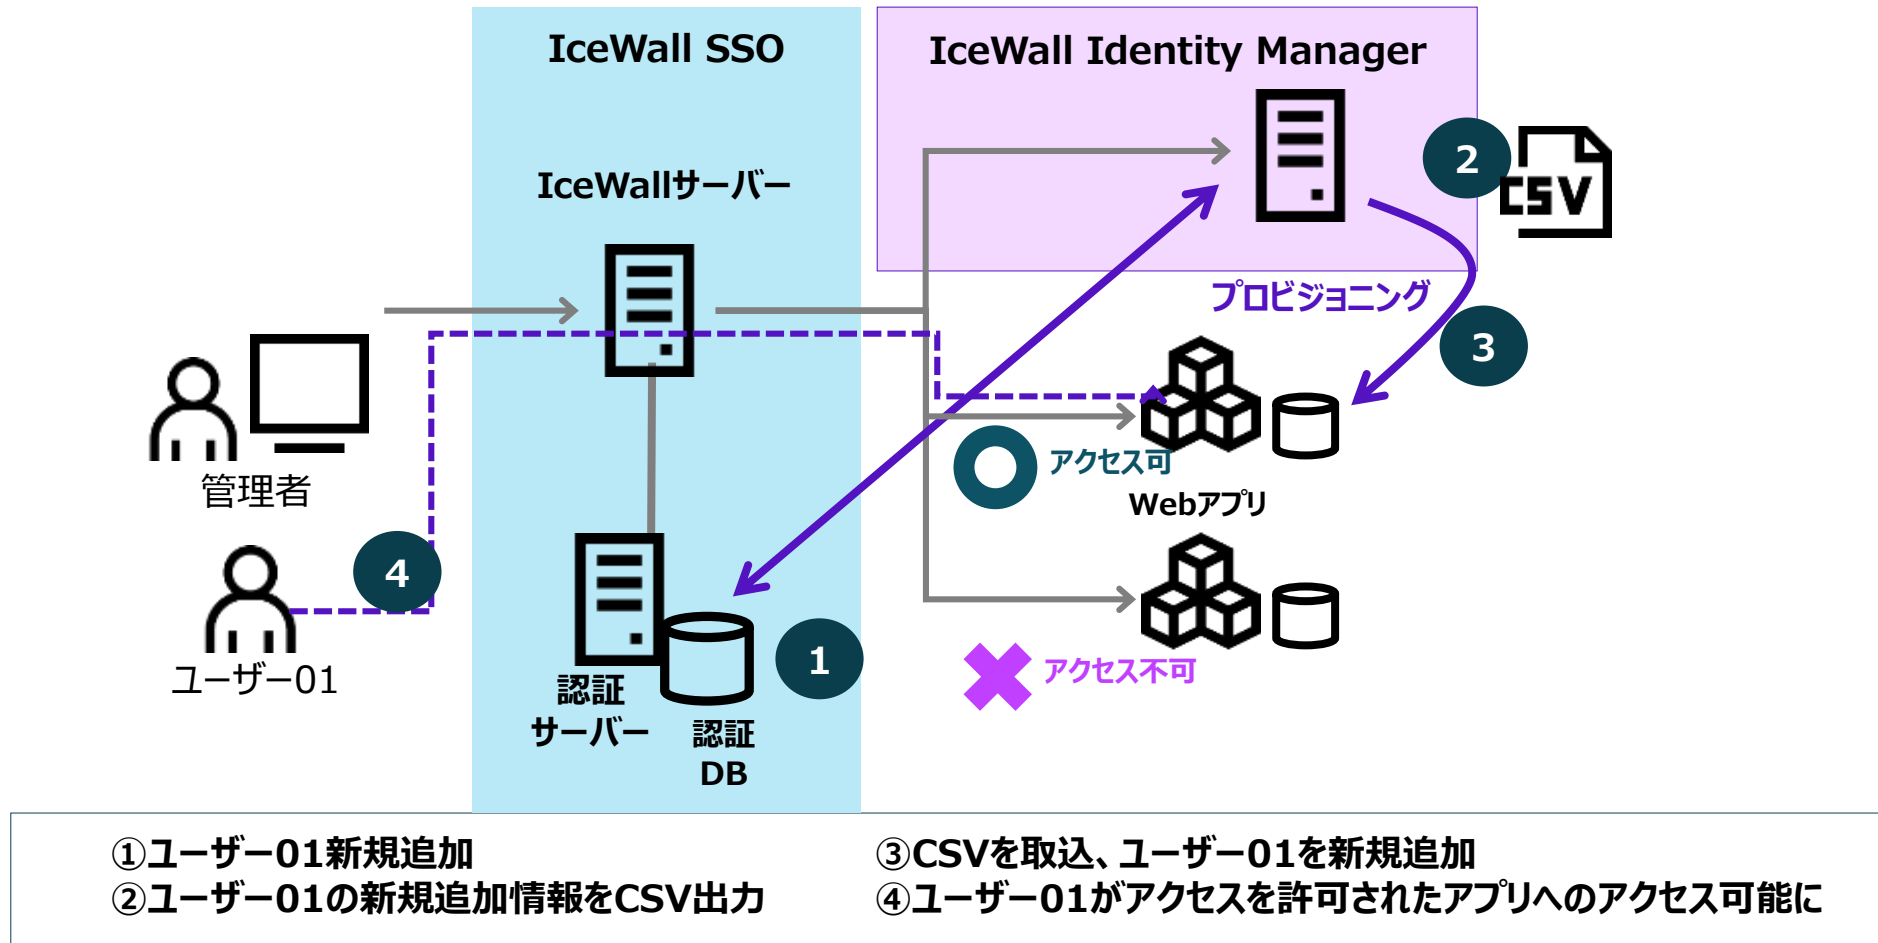 IceWall SSO
IceWall Identity Manager
IceWallサーバー
2
CSV
プロビジョニング
3
管理者
アクセス可
Webアプリ
4
ユーザー01
1
アクセス不可
認証
サーバー
認証
DB
①ユーザー01新規追加
②ユーザー01の新規追加情報をCSV出力
③CSVを取込、ユーザー01を新規追加
④ユーザー01がアクセスを許可されたアプリへのアクセス可能に